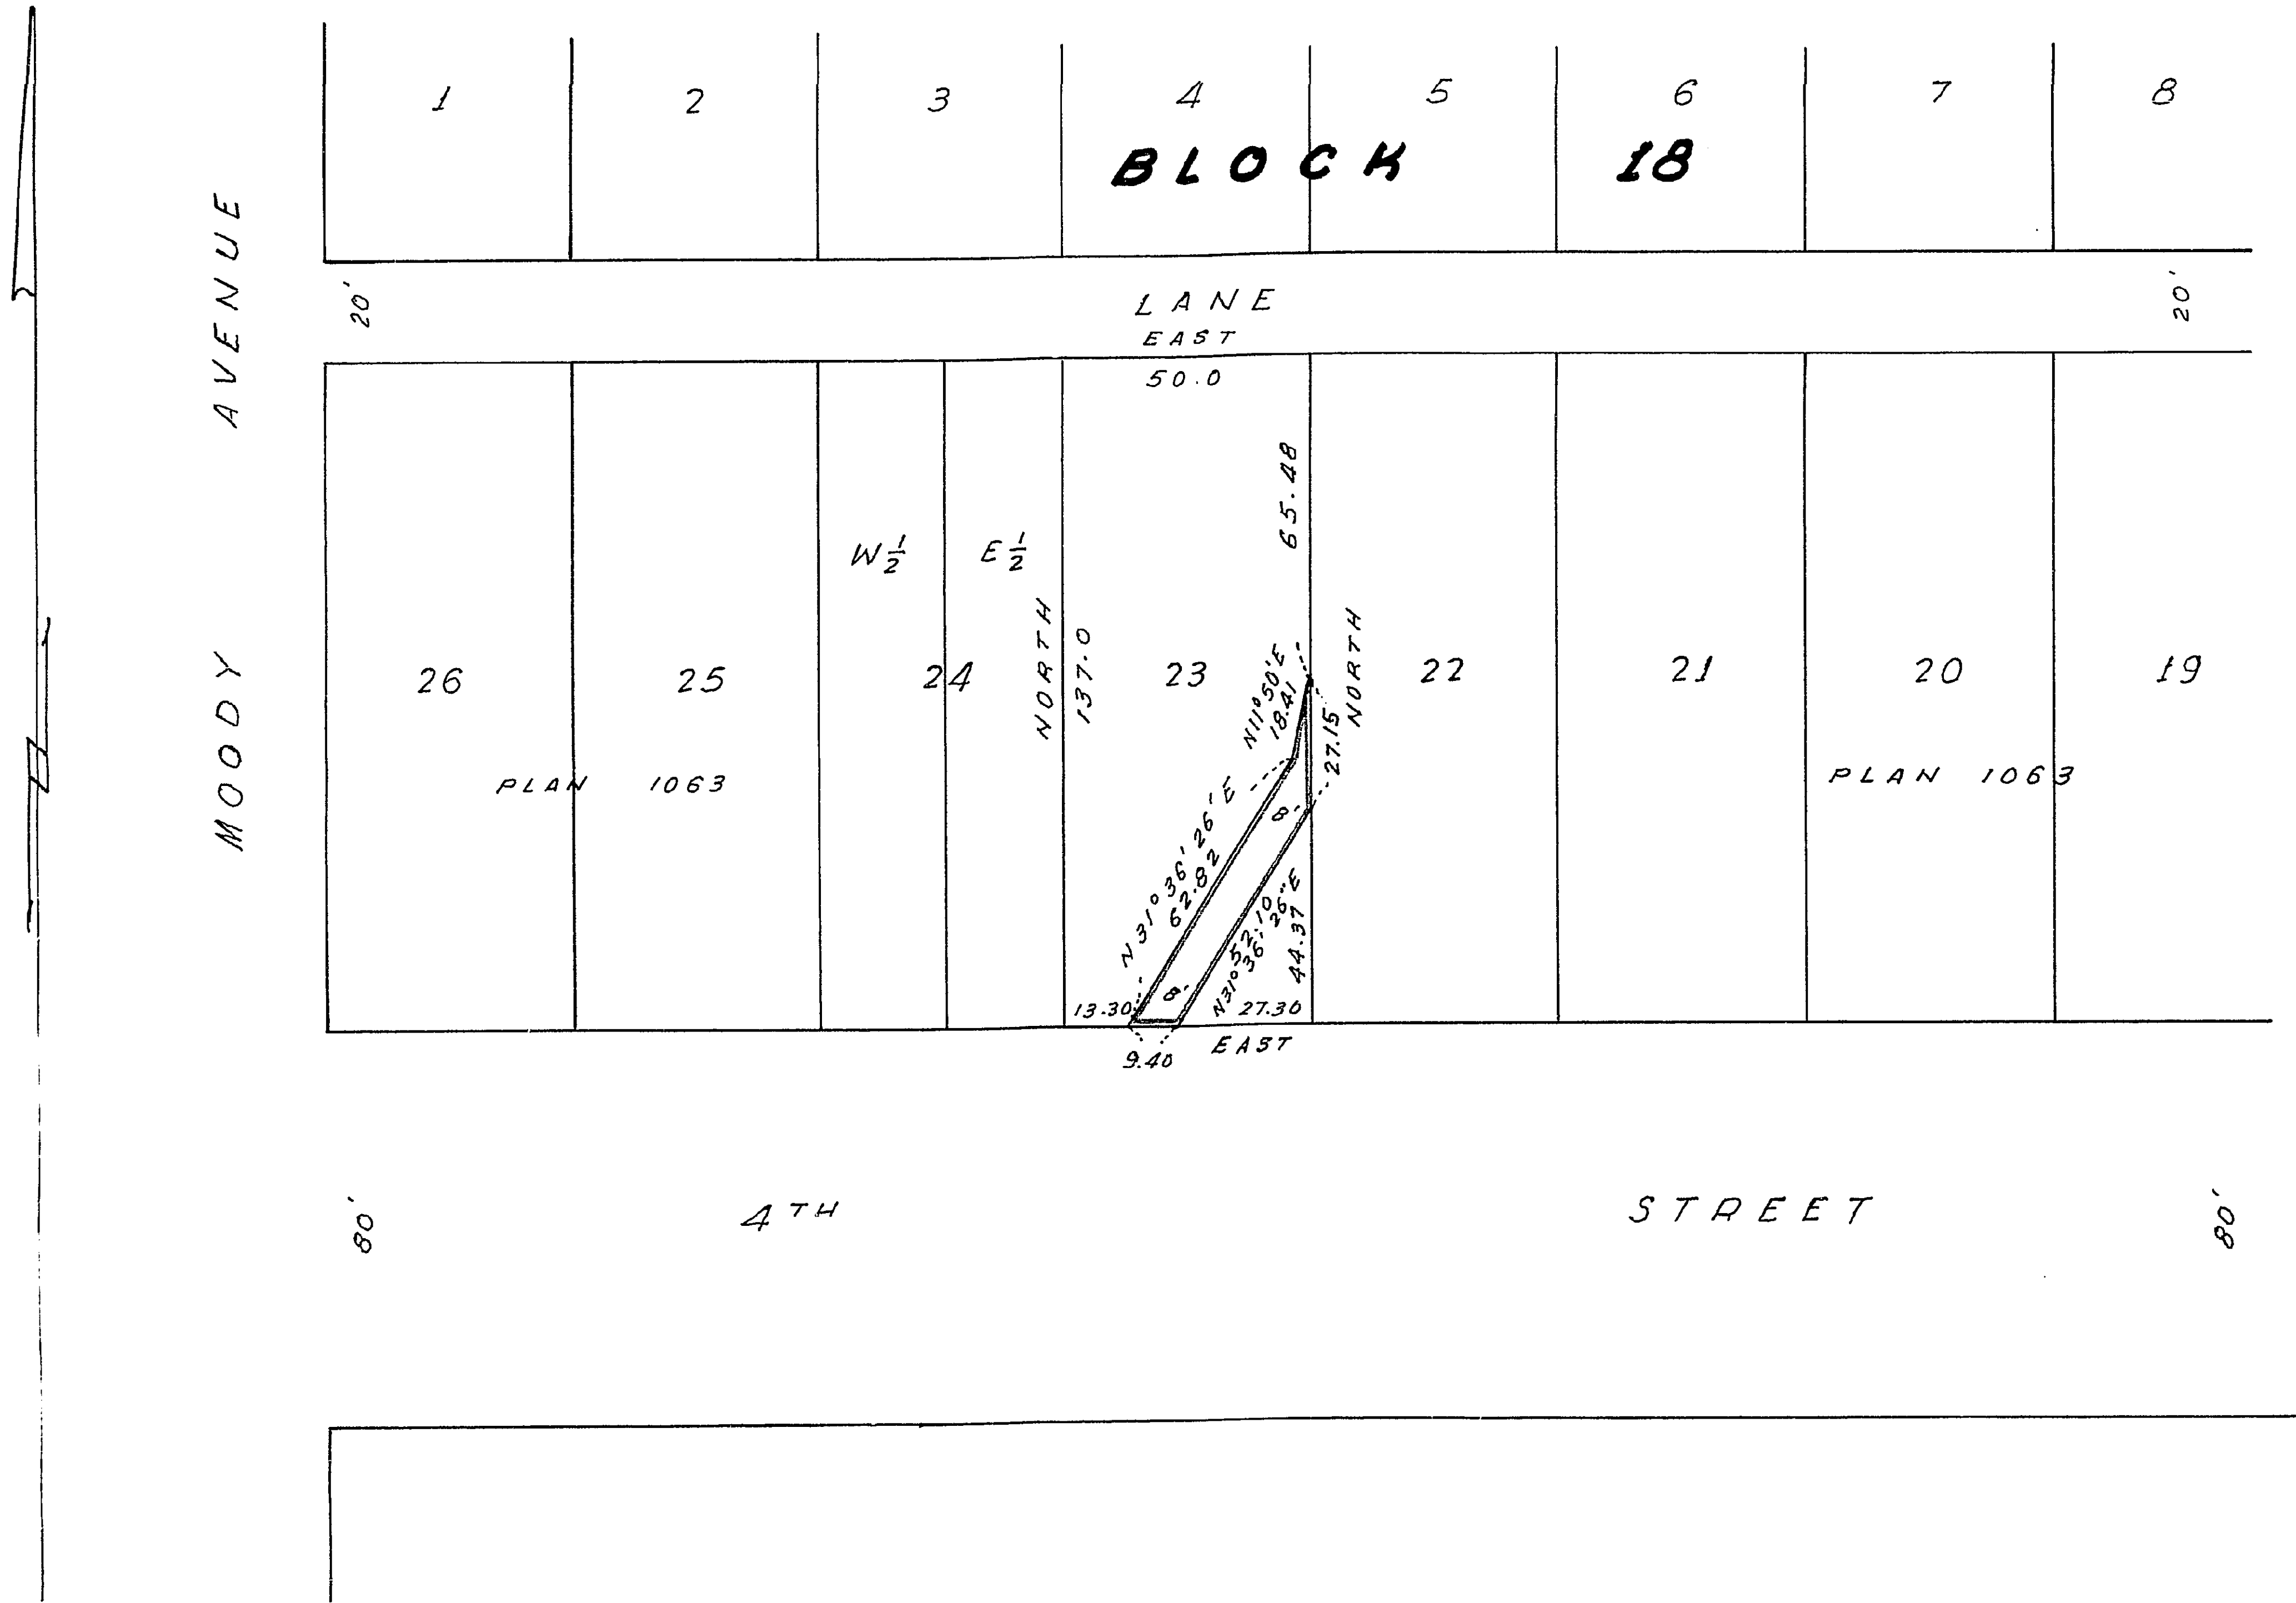 1 2 3 4 5 6 7 8
BLOCK 18
MOODY AVENUE
20'
LANE
20'
EAST
50.0
65.48
W 1/2
E 1/2
NORTH
137.0
26 25 24 23 22 21 20 19
N11°50'E
18.41
NORTH
27.15
PLAN 1063
PLAN 1063
N 31° 36' 26' E
62.82
8'
52.10
N31° 36' 26" E
44.37
8'
13.30
27.30
9.40
EAST
80'
4TH STREET
80'